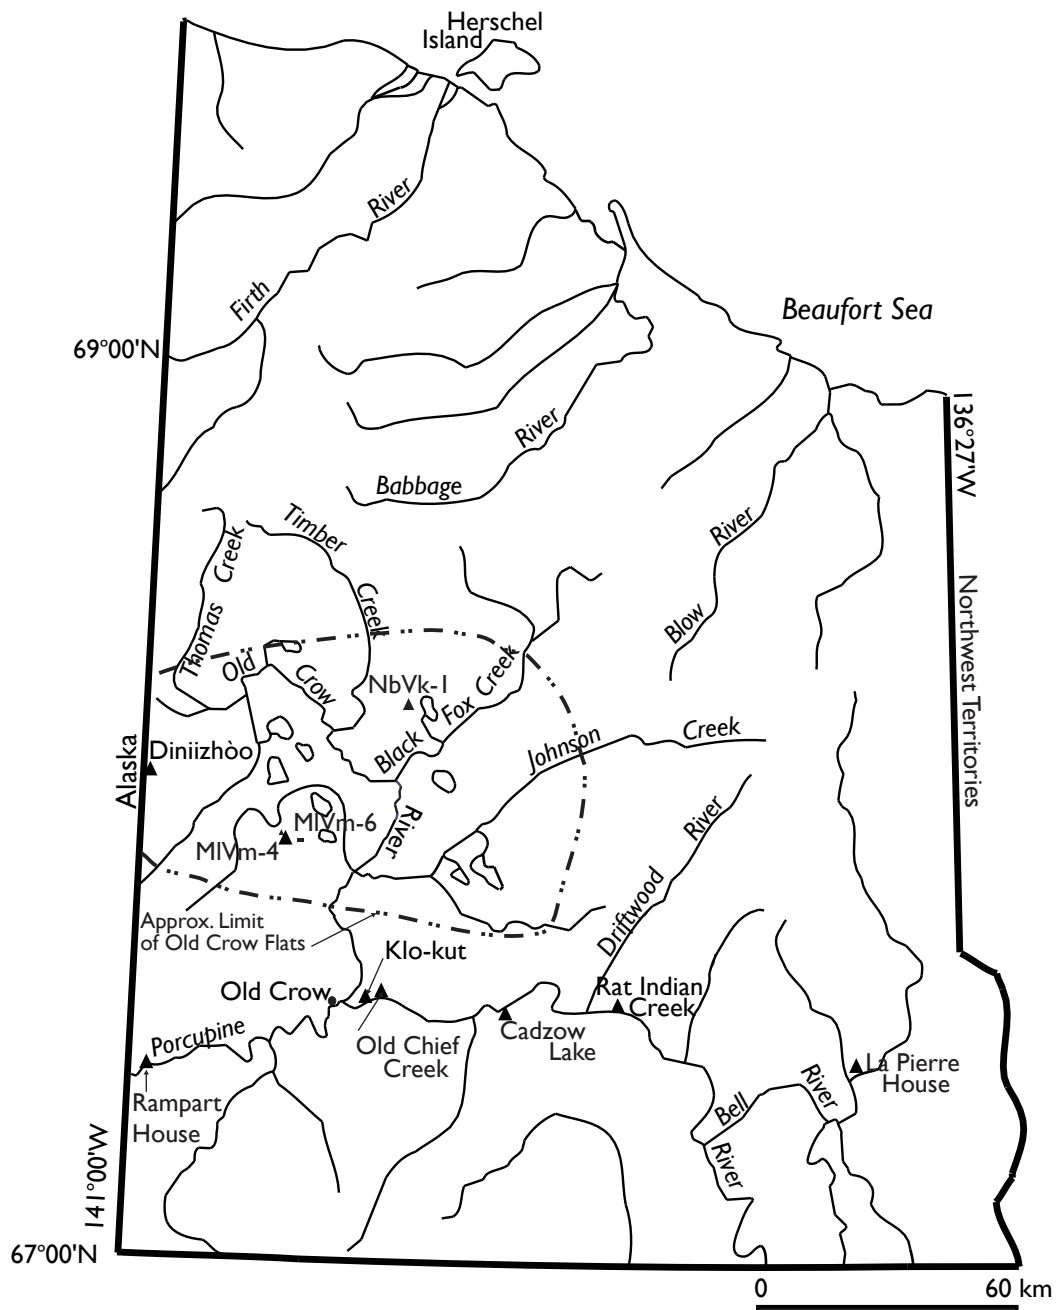 Herschel
Island
River
Firth
Beaufort Sea
69°00'N
136°27'W
River
Babbage
Timber
Creek
Thomas
Creek
River
Blow
Northwest Territories
Old
Crow
River
NbVk-1
Black
Fox
Creek
Johnson
Creek
Alaska
Diniizhòo
MlVm-6
MlVm-4
River
Driftwood
Approx. Limit
of Old Crow Flats
Klo-kut
Old Crow
Rat Indian
Creek
Porcupine
River
Old Chief
Creek
Cadzow
Lake
La Pierre
House
Rampart
House
Bell
River
141°00'W
67°00'N
0
60 km